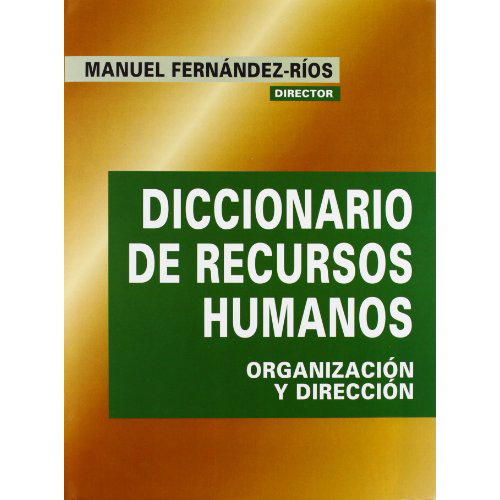 MANUEL FERNÁNDEZ-RÍOS
DIRECTOR
DICCIONARIO
DE RECURSOS
HUMANOS
ORGANIZACIÓN
Y DIRECCIÓN